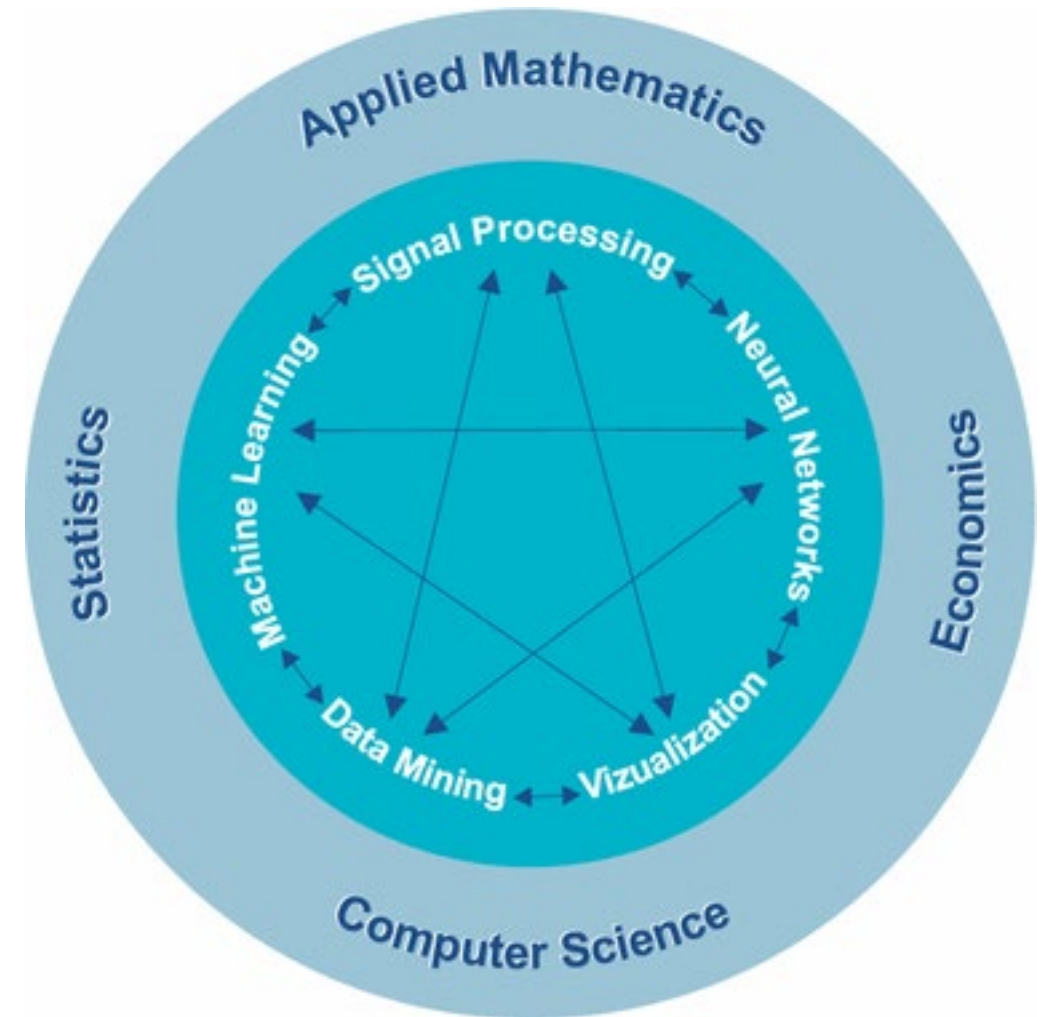 Applied Mathematics
Signal Processing
Neural Networks
Machine Learning
Statistics
Economics
Data Mining
Vizualization
Computer Science